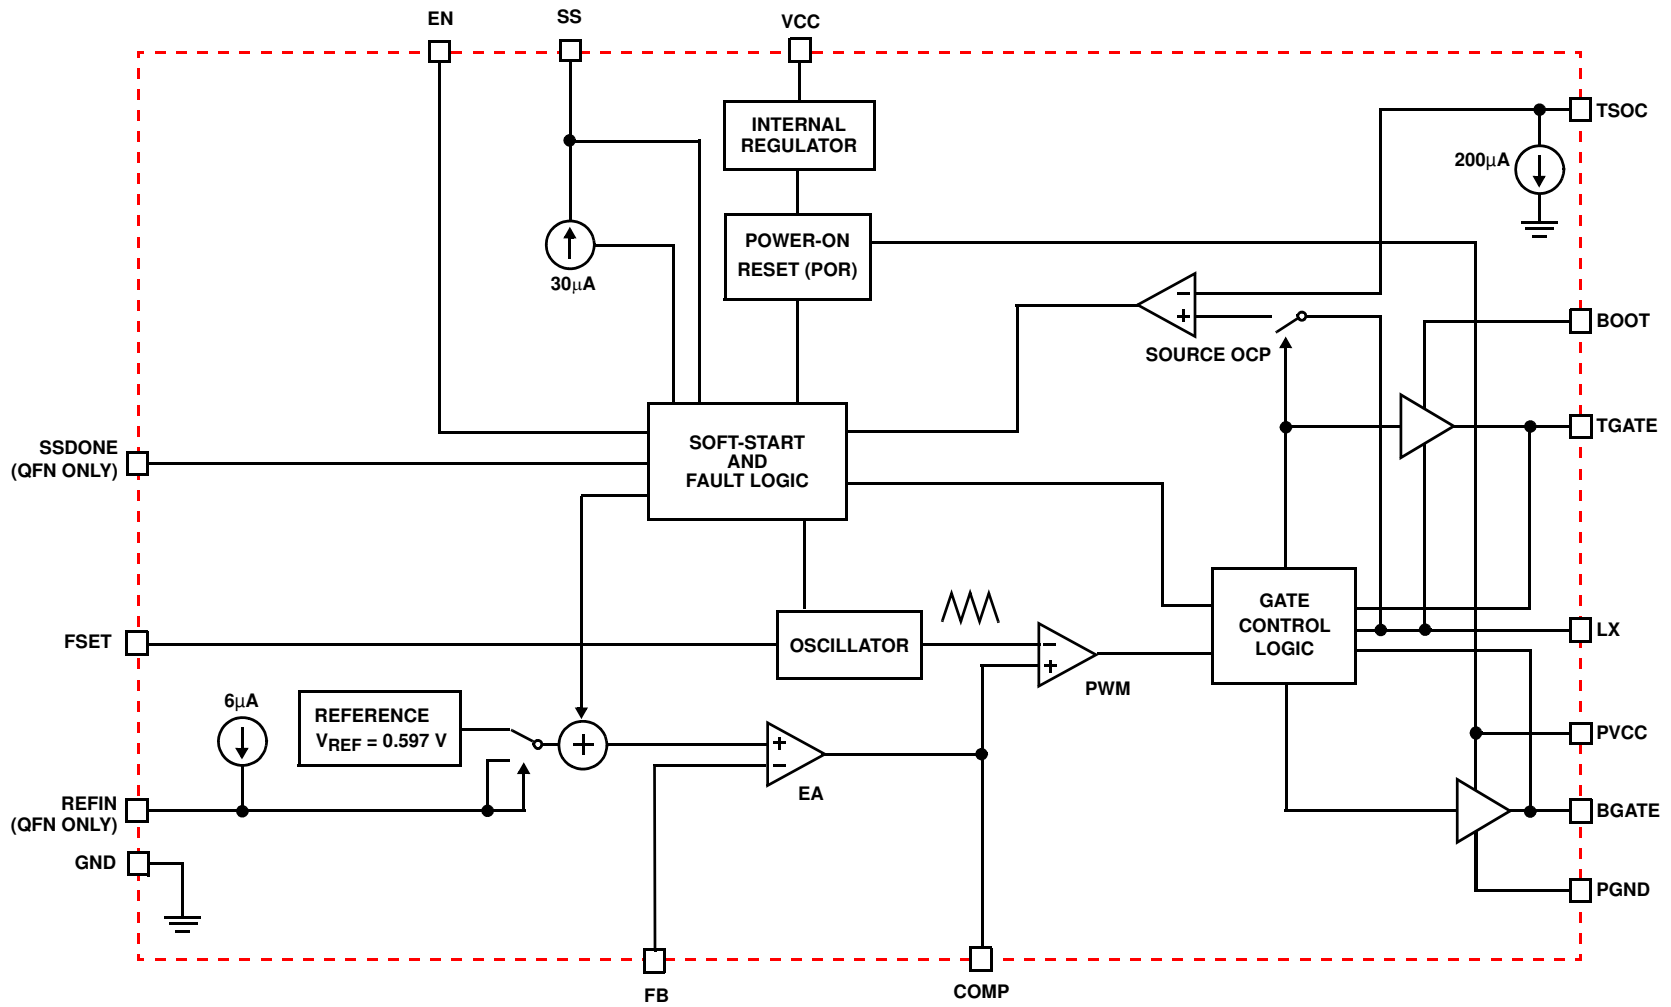 EN
SS
VCC
TSOC
INTERNAL
REGULATOR
200µA
POWER-ON
RESET (POR)
30µA
−
+
SOURCE OCP
BOOT
TGATE
SSDONE
(QFN ONLY)
SOFT-START
AND
FAULT LOGIC
GATE
CONTROL
LOGIC
LX
FSET
OSCILLATOR
−
+
PWM
6µA
REFERENCE
VREF = 0.597 V
+
+
−
EA
PVCC
REFIN
(QFN ONLY)
BGATE
GND
PGND
FB
COMP